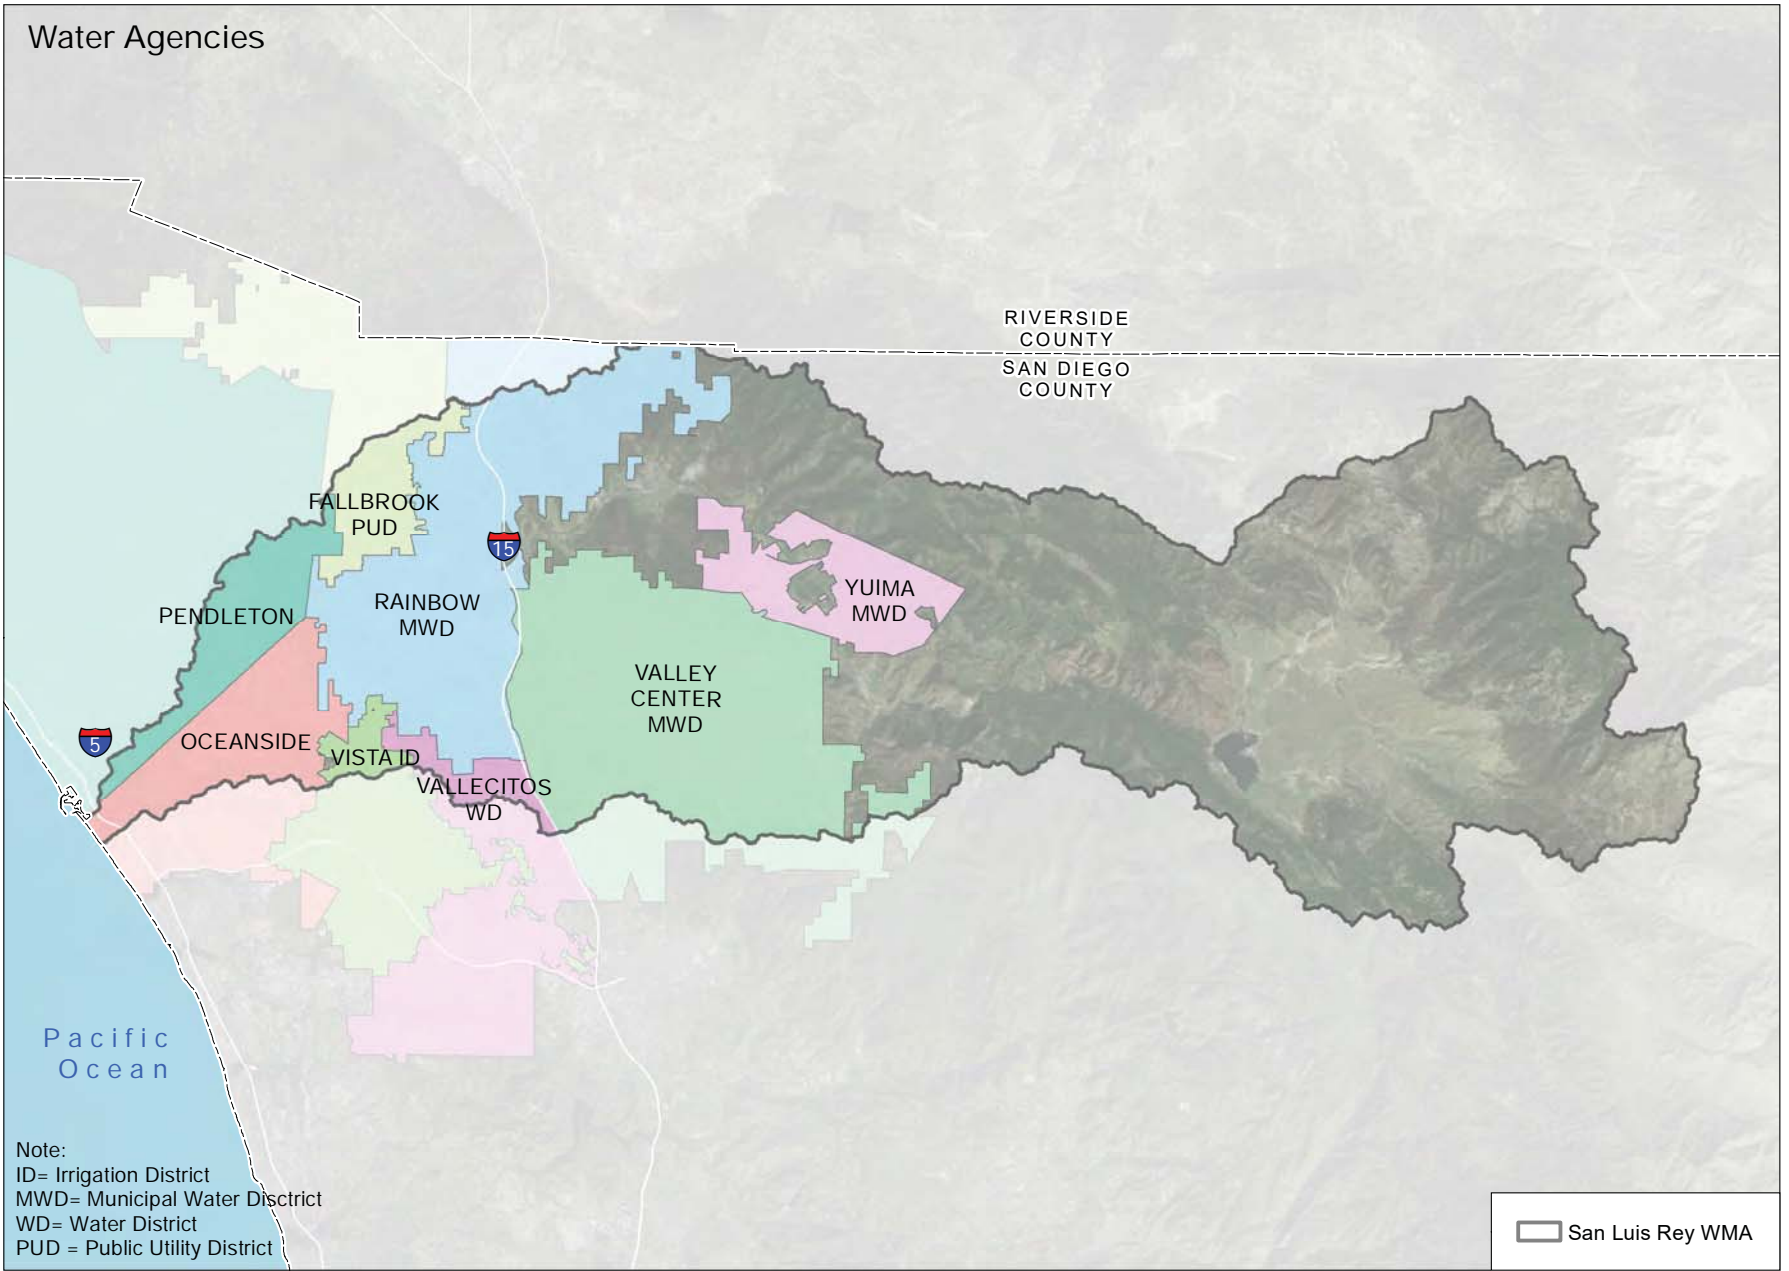 Water Agencies
RIVERSIDE
COUNTY
SAN DIEGO
COUNTY
FALLBROOK
PUD
15
PENDLETON
RAINBOW
MWD
YUIMA
MWD
VALLEY
CENTER
MWD
5
OCEANSIDE
VISTA ID
VALLECITOS
WD
Pacific
Ocean
Note:
ID= Irrigation District
MWD= Municipal Water Disctrict
WD= Water District
PUD = Public Utility District
San Luis Rey WMA